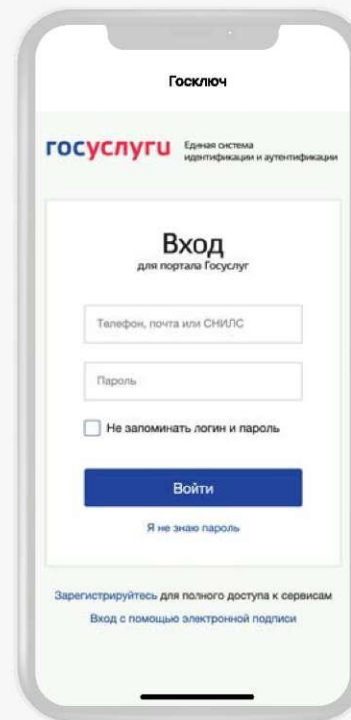 Госключ
госуслуги
Единая система
идентификации и аутентификации
Вход
для портала Госуслуг
Телефон, почта или СНИЛС
Пароль
Не запоминать логин и пароль
Войти
Я не знаю пароль
Зарегистрируйтесь для полного доступа к сервисам
Вход с помощью электронной подписи